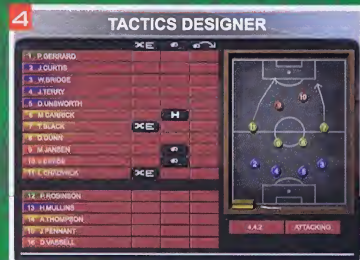 4
TACTICS DESIGNER
1 P.GERRARD
2 J.CURTIS
3 W.BRIDGE
4 J.TERRY
5 D.UNSWORTH
6 M.CARRICK
7 T.BLACK
8 D.DUNN
9 M.JANSEN
10
11 L.CHADWICK
12 P.ROBINSON
13 H.MULLINS
14 A.THOMPSON
15 J.PENNANT
16 D.VASSELL
10
4.4.2 ATTACKING